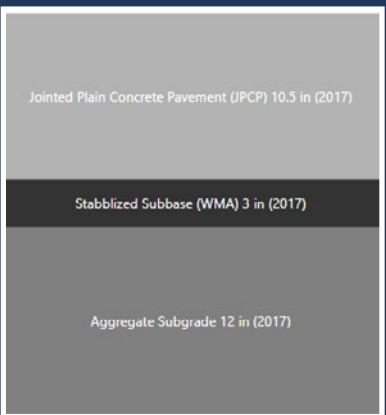 Jointed Plain Concrete Pavement (JPCP) 10.5 in (2017)
Stabblized Subbase (WMA) 3 in (2017)
Aggregate Subgrade 12 in (2017)